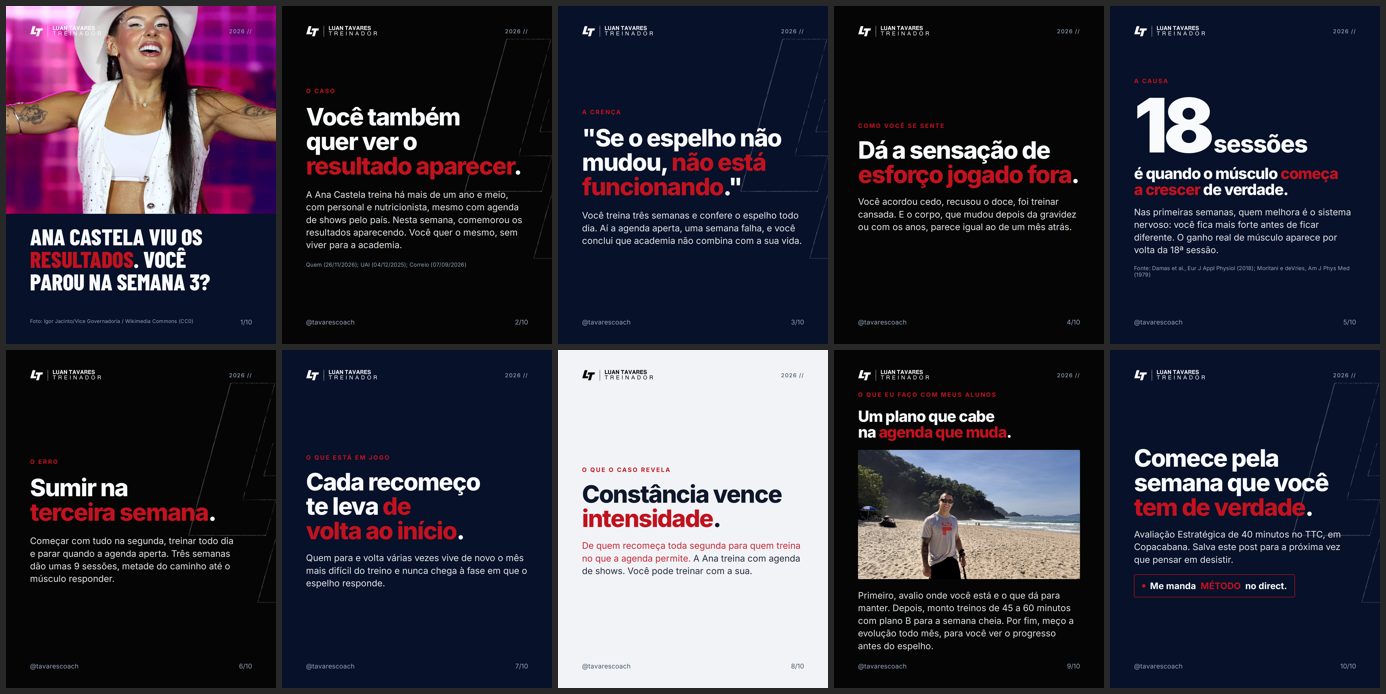 LT | LUAN TAVARES
TREINADOR
2026 //
ANA CASTELA VIU OS
RESULTADOS. VOCÊ
PAROU NA SEMANA 3?
Foto: Igor Jacinto/Vice Governadoria / Wikimedia Commons (CC0)
1/10
LT | LUAN TAVARES
TREINADOR
2026 //
O CASO
Você também
quer ver o
resultado aparecer.
A Ana Castela treina há mais de um ano e meio,
com personal e nutricionista, mesmo com agenda
de shows pelo país. Nesta semana, comemorou os
resultados aparecendo. Você quer o mesmo, sem
viver para a academia.
Quem (26/11/2026); UAI (04/12/2025); Correio (07/09/2026)
@tavarescoach
2/10
LT | LUAN TAVARES
TREINADOR
2026 //
A CRENÇA
"Se o espelho não
mudou, não está
funcionando."
Você treina três semanas e confere o espelho todo
dia. Aí a agenda aperta, uma semana falha, e você
conclui que academia não combina com a sua vida.
@tavarescoach
3/10
LT | LUAN TAVARES
TREINADOR
2026 //
COMO VOCÊ SE SENTE
Dá a sensação de
esforço jogado fora.
Você acordou cedo, recusou o doce, foi treinar
cansada. E o corpo, que mudou depois da gravidez
ou com os anos, parece igual ao de um mês atrás.
@tavarescoach
4/10
LT | LUAN TAVARES
TREINADOR
2026 //
A CAUSA
18 sessões
é quando o músculo começa
a crescer de verdade.
Nas primeiras semanas, quem melhora é o sistema
nervoso: você fica mais forte antes de ficar
diferente. O ganho real de músculo aparece por
volta da 18ª sessão.
Fonte: Damas et al., Eur J Appl Physiol (2018); Moritani e deVries, Am J Phys Med
(1979)
@tavarescoach
5/10
LT | LUAN TAVARES
TREINADOR
2026 //
O ERRO
Sumir na
terceira semana.
Começar com tudo na segunda, treinar todo dia
e parar quando a agenda aperta. Três semanas
dão umas 9 sessões, metade do caminho até o
músculo responder.
@tavarescoach
6/10
LT | LUAN TAVARES
TREINADOR
2026 //
O QUE ESTÁ EM JOGO
Cada recomeço
te leva de
volta ao início.
Quem para e volta várias vezes vive de novo o mês
mais difícil do treino e nunca chega à fase em que o
espelho responde.
@tavarescoach
7/10
LT | LUAN TAVARES
TREINADOR
2026 //
O QUE O CASO REVELA
Constância vence
intensidade.
De quem recomeça toda segunda para quem treina
no que a agenda permite. A Ana treina com agenda
de shows. Você pode treinar com a sua.
@tavarescoach
8/10
LT | LUAN TAVARES
TREINADOR
2026 //
O QUE EU FAÇO COM MEUS ALUNOS
Um plano que cabe
na agenda que muda.
Primeiro, avalio onde você está e o que dá para
manter. Depois, monto treinos de 45 a 60 minutos
com plano B para a semana cheia. Por fim, meço a
evolução todo mês, para você ver o progresso
antes do espelho.
@tavarescoach
9/10
LT | LUAN TAVARES
TREINADOR
2026 //
Comece pela
semana que você
tem de verdade.
Avaliação Estratégica de 40 minutos no TTC, em
Copacabana. Salva este post para a próxima vez
que pensar em desistir.
• Me manda MÉTODO no direct.
@tavarescoach
10/10